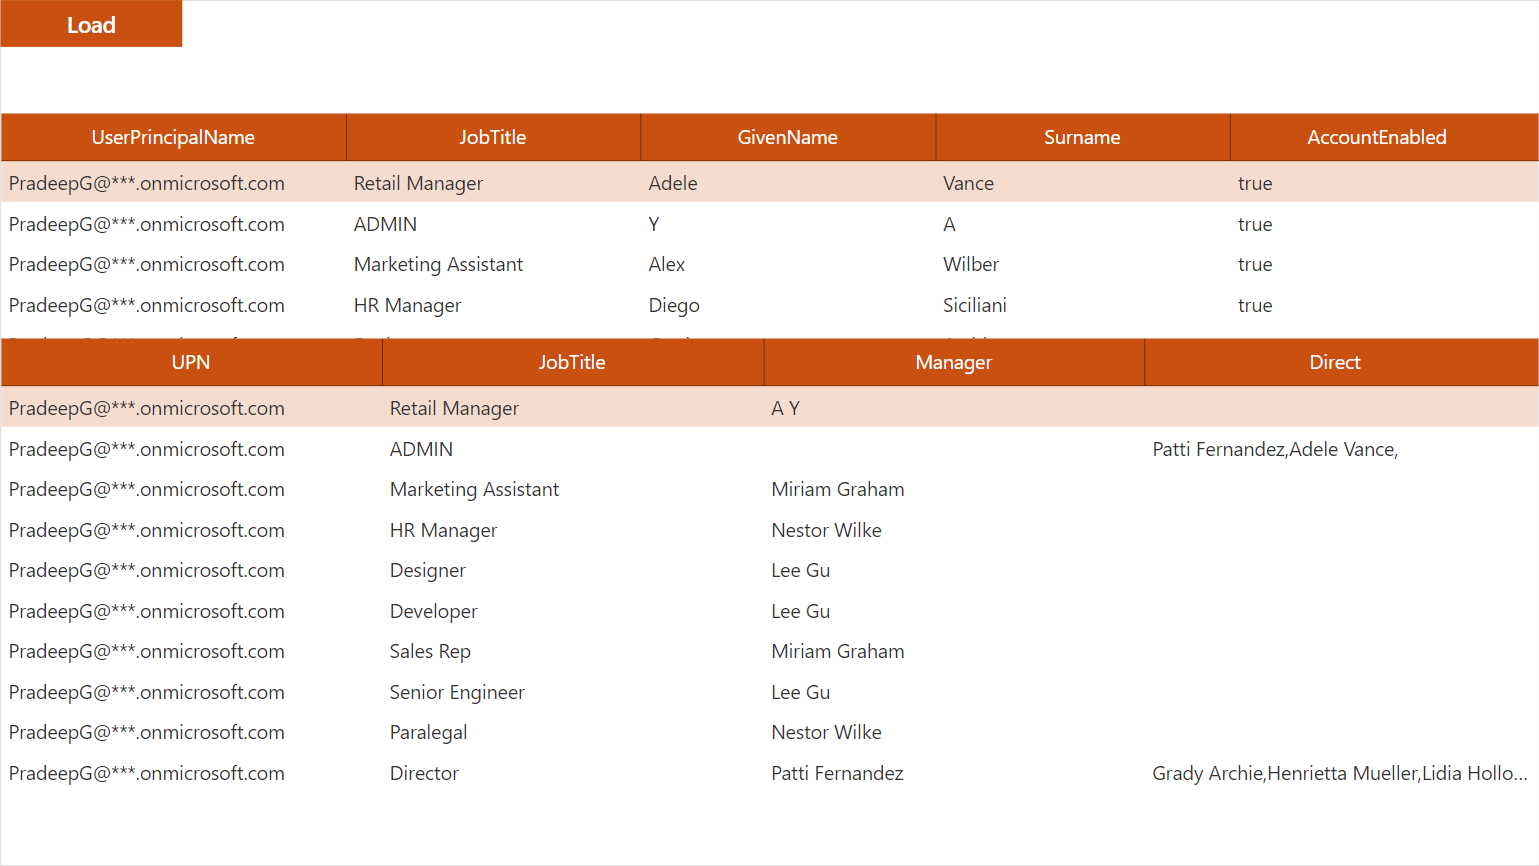 Load
UserPrincipalName JobTitle GivenName Surname AccountEnabled
PradeepG@***.onmicrosoft.com Retail Manager Adele Vance true
PradeepG@***.onmicrosoft.com ADMIN Y A true
PradeepG@***.onmicrosoft.com Marketing Assistant Alex Wilber true
PradeepG@***.onmicrosoft.com HR Manager Diego Siciliani true
UPN JobTitle Manager Direct
PradeepG@***.onmicrosoft.com Retail Manager A Y
PradeepG@***.onmicrosoft.com ADMIN Patti Fernandez,Adele Vance,
PradeepG@***.onmicrosoft.com Marketing Assistant Miriam Graham
PradeepG@***.onmicrosoft.com HR Manager Nestor Wilke
PradeepG@***.onmicrosoft.com Designer Lee Gu
PradeepG@***.onmicrosoft.com Developer Lee Gu
PradeepG@***.onmicrosoft.com Sales Rep Miriam Graham
PradeepG@***.onmicrosoft.com Senior Engineer Lee Gu
PradeepG@***.onmicrosoft.com Paralegal Nestor Wilke
PradeepG@***.onmicrosoft.com Director Patti Fernandez Grady Archie,Henrietta Mueller,Lidia Hollo...